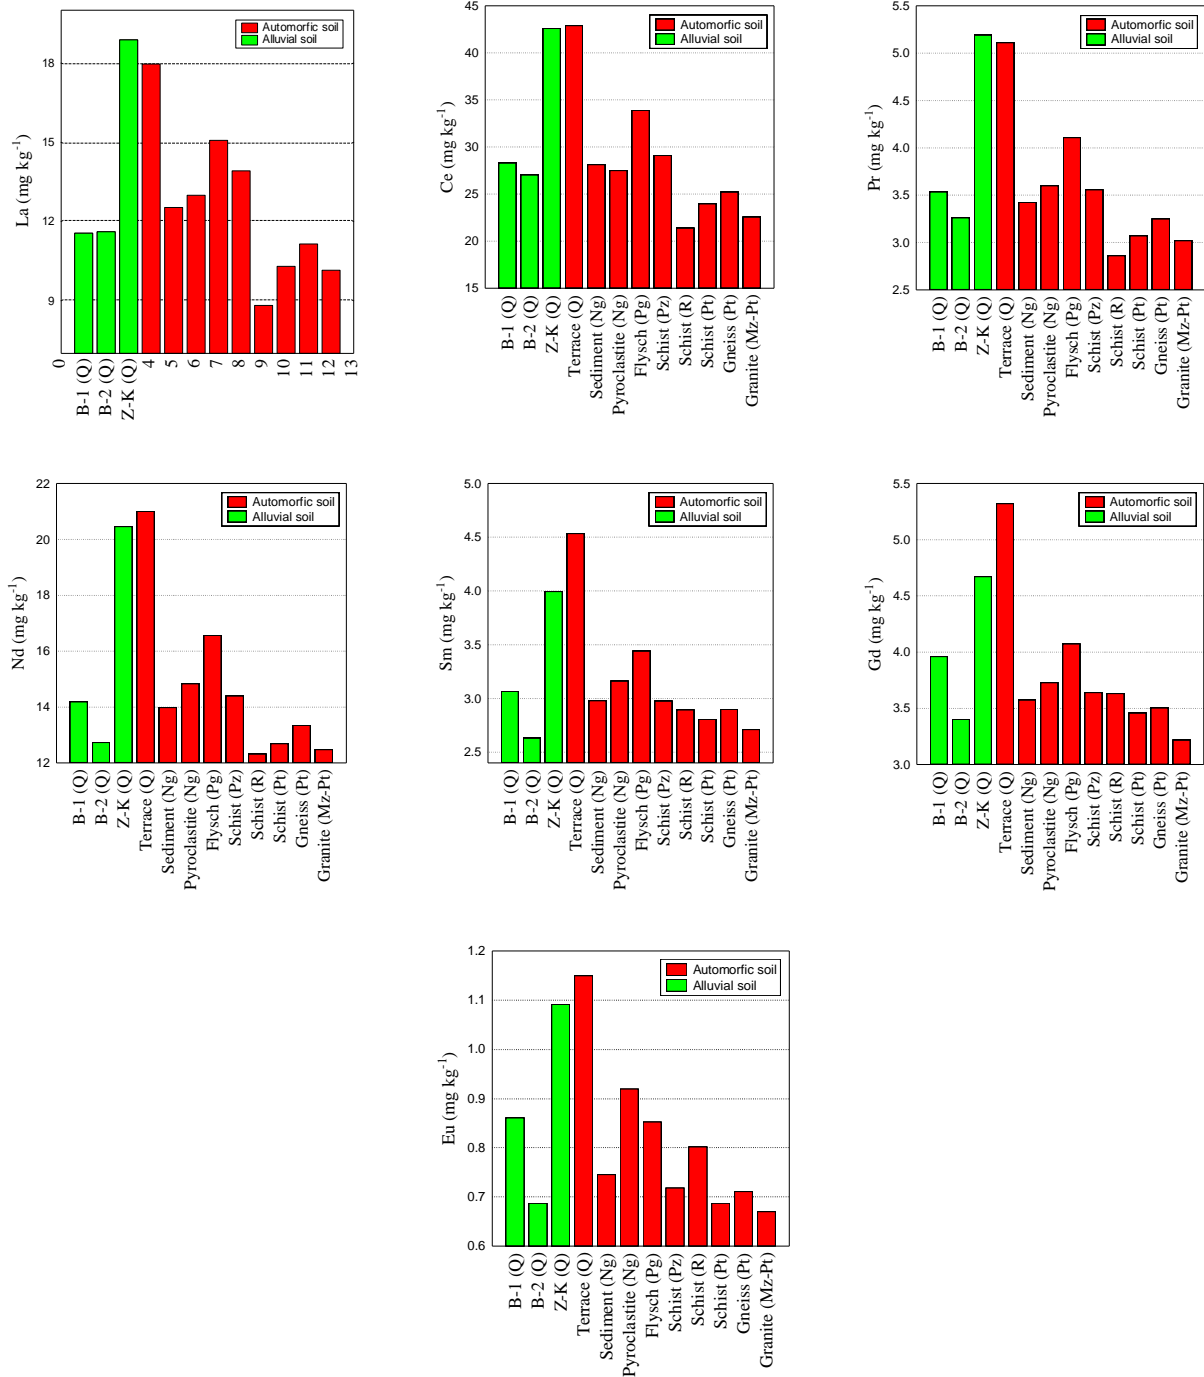 Automorfic soil
Alluvial soil
La (mg kg-1)
18
15
12
9
0
B-1 (Q)
B-2 (Q)
Z-K (Q)
4
5
6
7
8
9
10
11
12
13
Automorfic soil
Alluvial soil
Ce (mg kg-1)
45
40
35
30
25
20
15
B-1 (Q)
B-2 (Q)
Z-K (Q)
Terrace (Q)
Sediment (Ng)
Pyroclastite (Ng)
Flysch (Pg)
Schist (Pz)
Schist (R)
Schist (Pt)
Gneiss (Pt)
Granite (Mz-Pt)
Automorfic soil
Alluvial soil
Pr (mg kg-1)
5.5
5.0
4.5
4.0
3.5
3.0
2.5
B-1 (Q)
B-2 (Q)
Z-K (Q)
Terrace (Q)
Sediment (Ng)
Pyroclastite (Ng)
Flysch (Pg)
Schist (Pz)
Schist (R)
Schist (Pt)
Gneiss (Pt)
Granite (Mz-Pt)
Automorfic soil
Alluvial soil
Nd (mg kg-1)
22
20
18
16
14
12
B-1 (Q)
B-2 (Q)
Z-K (Q)
Terrace (Q)
Sediment (Ng)
Pyroclastite (Ng)
Flysch (Pg)
Schist (Pz)
Schist (R)
Schist (Pt)
Gneiss (Pt)
Granite (Mz-Pt)
Automorfic soil
Alluvial soil
Sm (mg kg-1)
5.0
4.5
4.0
3.5
3.0
2.5
B-1 (Q)
B-2 (Q)
Z-K (Q)
Terrace (Q)
Sediment (Ng)
Pyroclastite (Ng)
Flysch (Pg)
Schist (Pz)
Schist (R)
Schist (Pt)
Gneiss (Pt)
Granite (Mz-Pt)
Automorfic soil
Alluvial soil
Gd (mg kg-1)
5.5
5.0
4.5
4.0
3.5
3.0
B-1 (Q)
B-2 (Q)
Z-K (Q)
Terrace (Q)
Sediment (Ng)
Pyroclastite (Ng)
Flysch (Pg)
Schist (Pz)
Schist (R)
Schist (Pt)
Gneiss (Pt)
Granite (Mz-Pt)
Automorfic soil
Alluvial soil
Eu (mg kg-1)
1.2
1.1
1.0
0.9
0.8
0.7
0.6
B-1 (Q)
B-2 (Q)
Z-K (Q)
Terrace (Q)
Sediment (Ng)
Pyroclastite (Ng)
Flysch (Pg)
Schist (Pz)
Schist (R)
Schist (Pt)
Gneiss (Pt)
Granite (Mz-Pt)